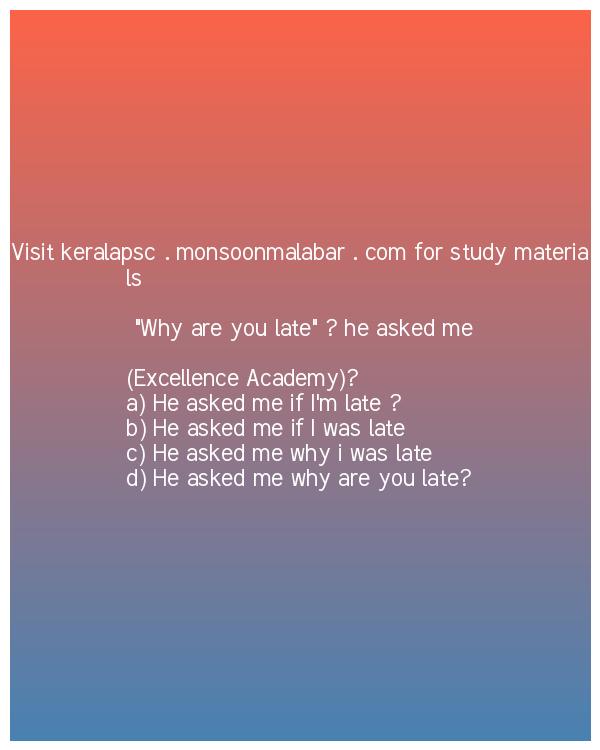 Visit keralapsc . monsoonmalabar . com for study materia
ls
"Why are you late" ? he asked me
(Excellence Academy)?
a) He asked me if I'm late ?
b) He asked me if I was late
c) He asked me why i was late
d) He asked me why are you late?